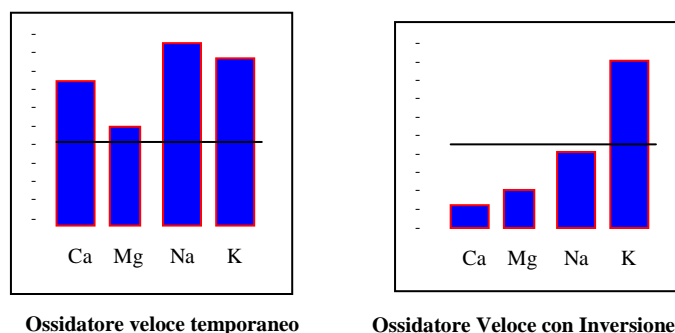 Ca Mg Na K
Ca Mg Na K
Ossidatore veloce temporaneo
Ossidatore Veloce con Inversione